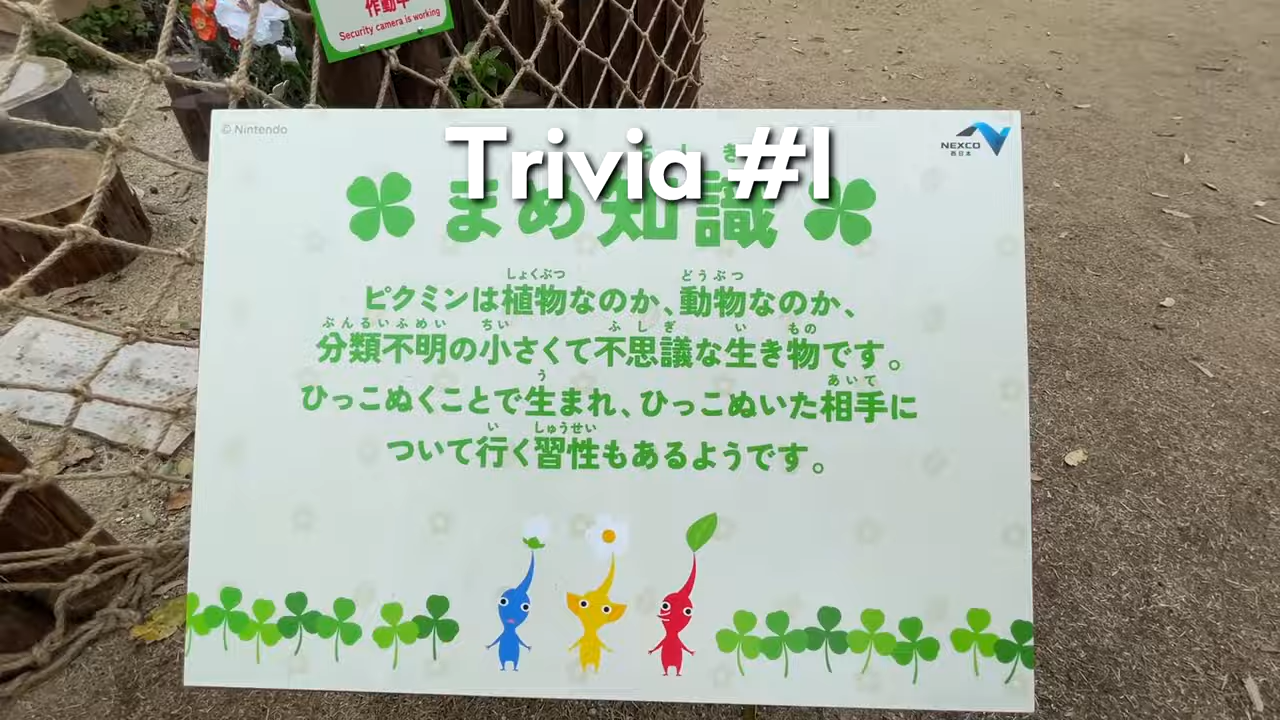 作動中
Security camera is working
© Nintendo
NEXCO
西日本
Trivia #1
まめ知識
ピクミンは植物なのか、動物なのか、
分類不明の小さくて不思議な生き物です。
ひっこぬくことで生まれ、ひっこぬいた相手に
ついて行く習性もあるようです。